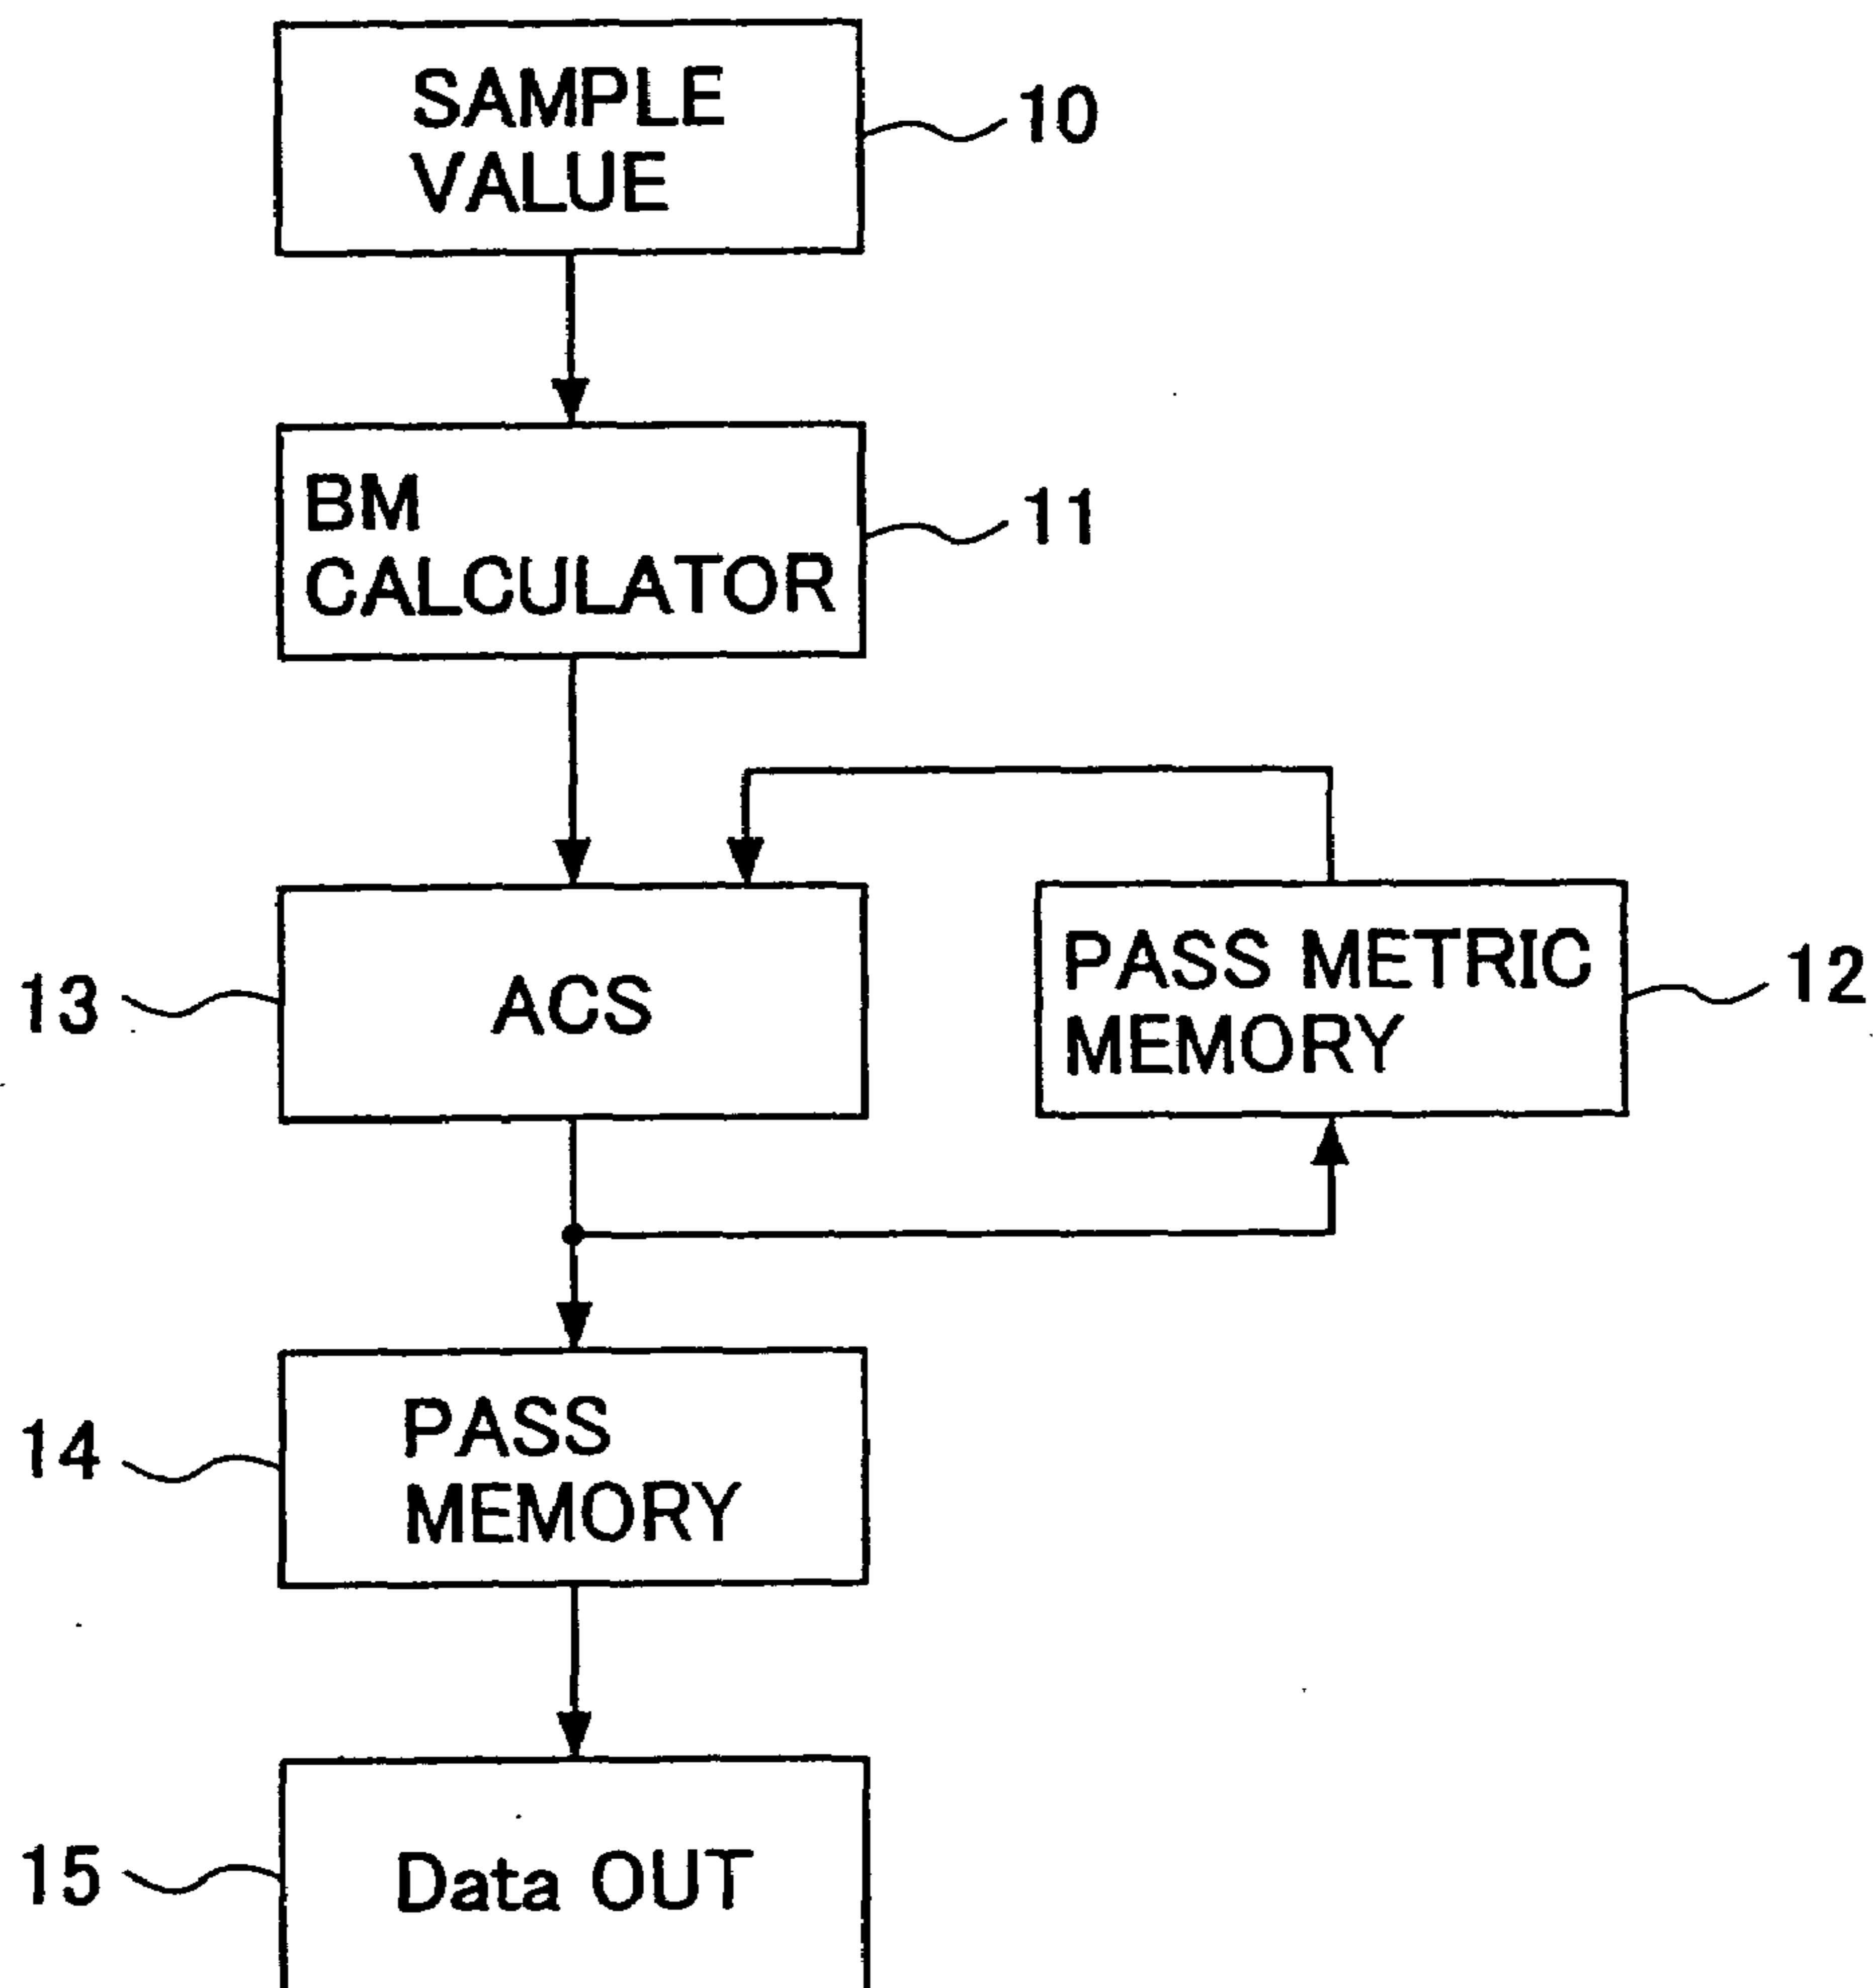 SAMPLE
VALUE
10
BM
CALCULATOR
11
13
ACS
PASS METRIC
MEMORY
12
14
PASS
MEMORY
15
Data OUT